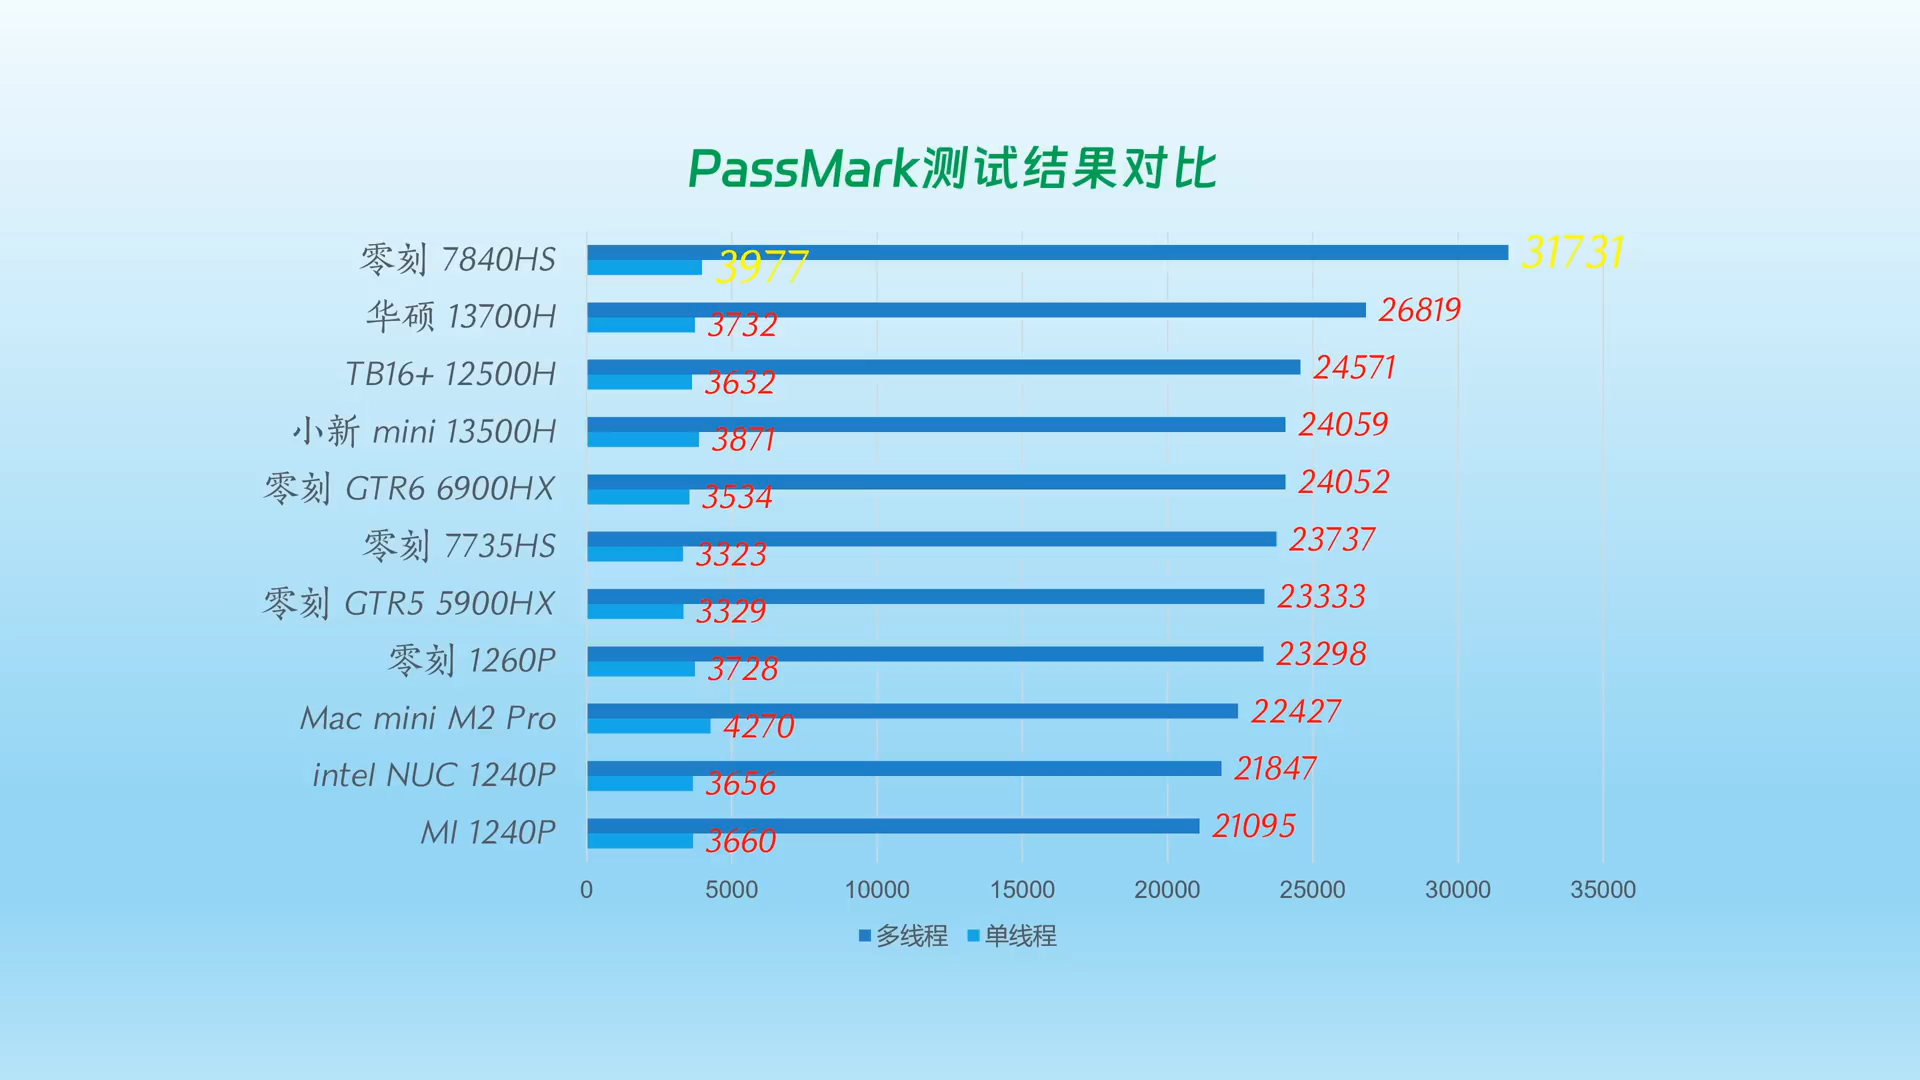 PassMark测试结果对比
零刻 7840HS
31731
3977
华硕 13700H
26819
3732
TB16+ 12500H
24571
3632
小新 mini 13500H
24059
3871
零刻 GTR6 6900HX
24052
3534
零刻 7735HS
23737
3323
零刻 GTR5 5900HX
23333
3329
零刻 1260P
23298
3728
Mac mini M2 Pro
22427
4270
intel NUC 1240P
21847
3656
MI 1240P
21095
3660
0 5000 10000 15000 20000 25000 30000 35000
多线程 单线程